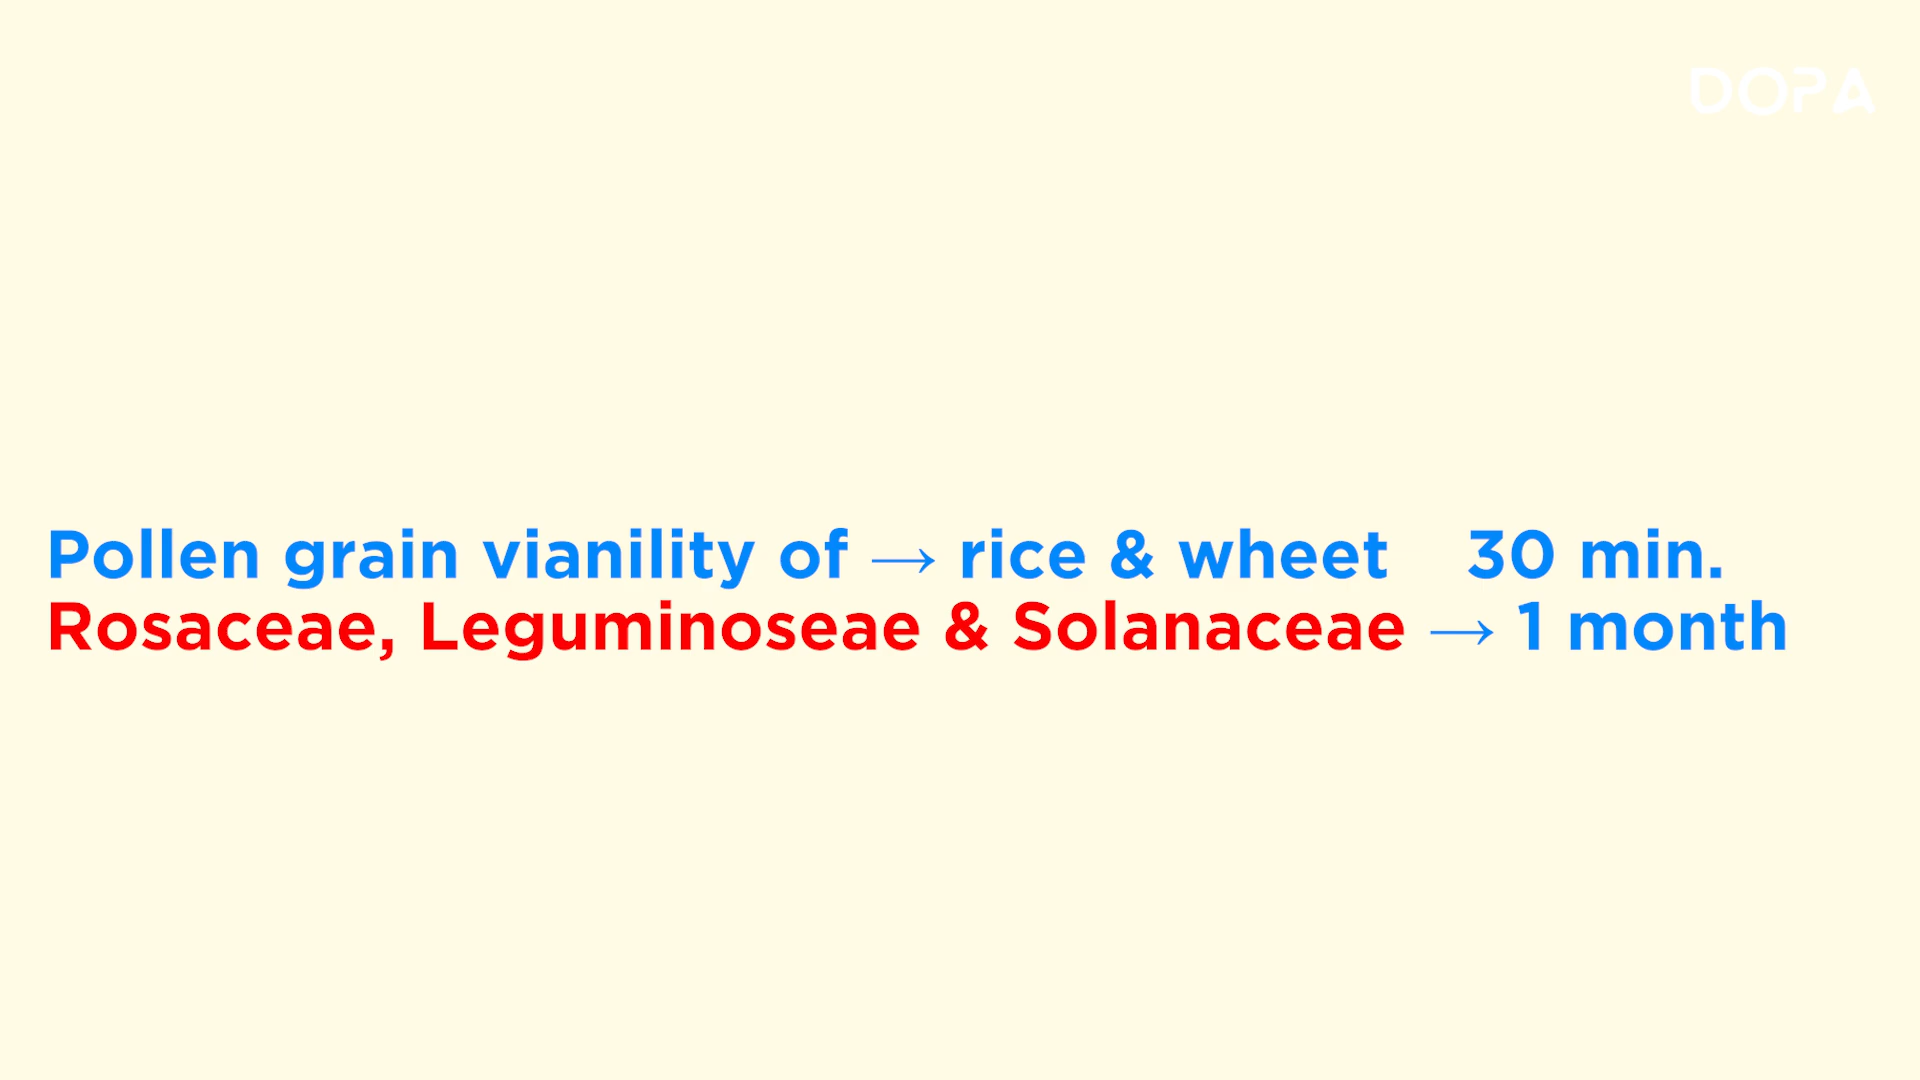 DOPA
Pollen grain vianility of → rice & wheet 30 min.
Rosaceae, Leguminoseae & Solanaceae → 1 month